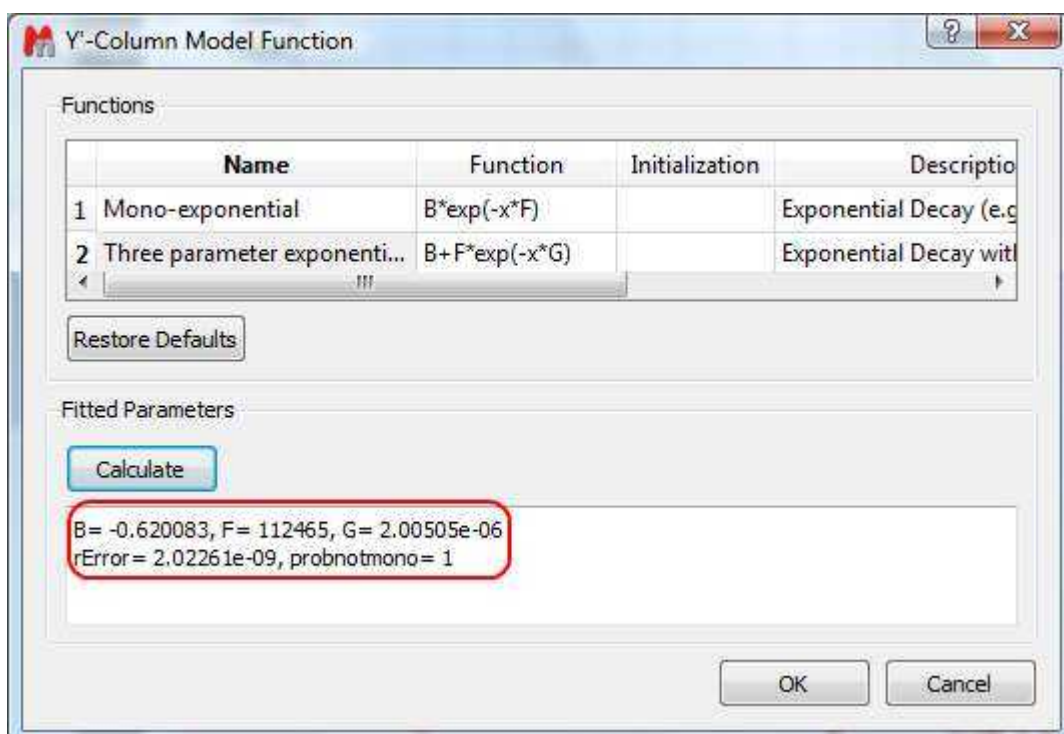 Y'-Column Model Function
Functions
Name Function Initialization Descriptio
1 Mono-exponential B*exp(-x*F) Exponential Decay (e.g
2 Three parameter exponenti... B+F*exp(-x*G) Exponential Decay witl
Restore Defaults
Fitted Parameters
Calculate
B= -0.620083, F= 112465, G= 2.00505e-06
rError= 2.02261e-09, probnotmono= 1
OK Cancel